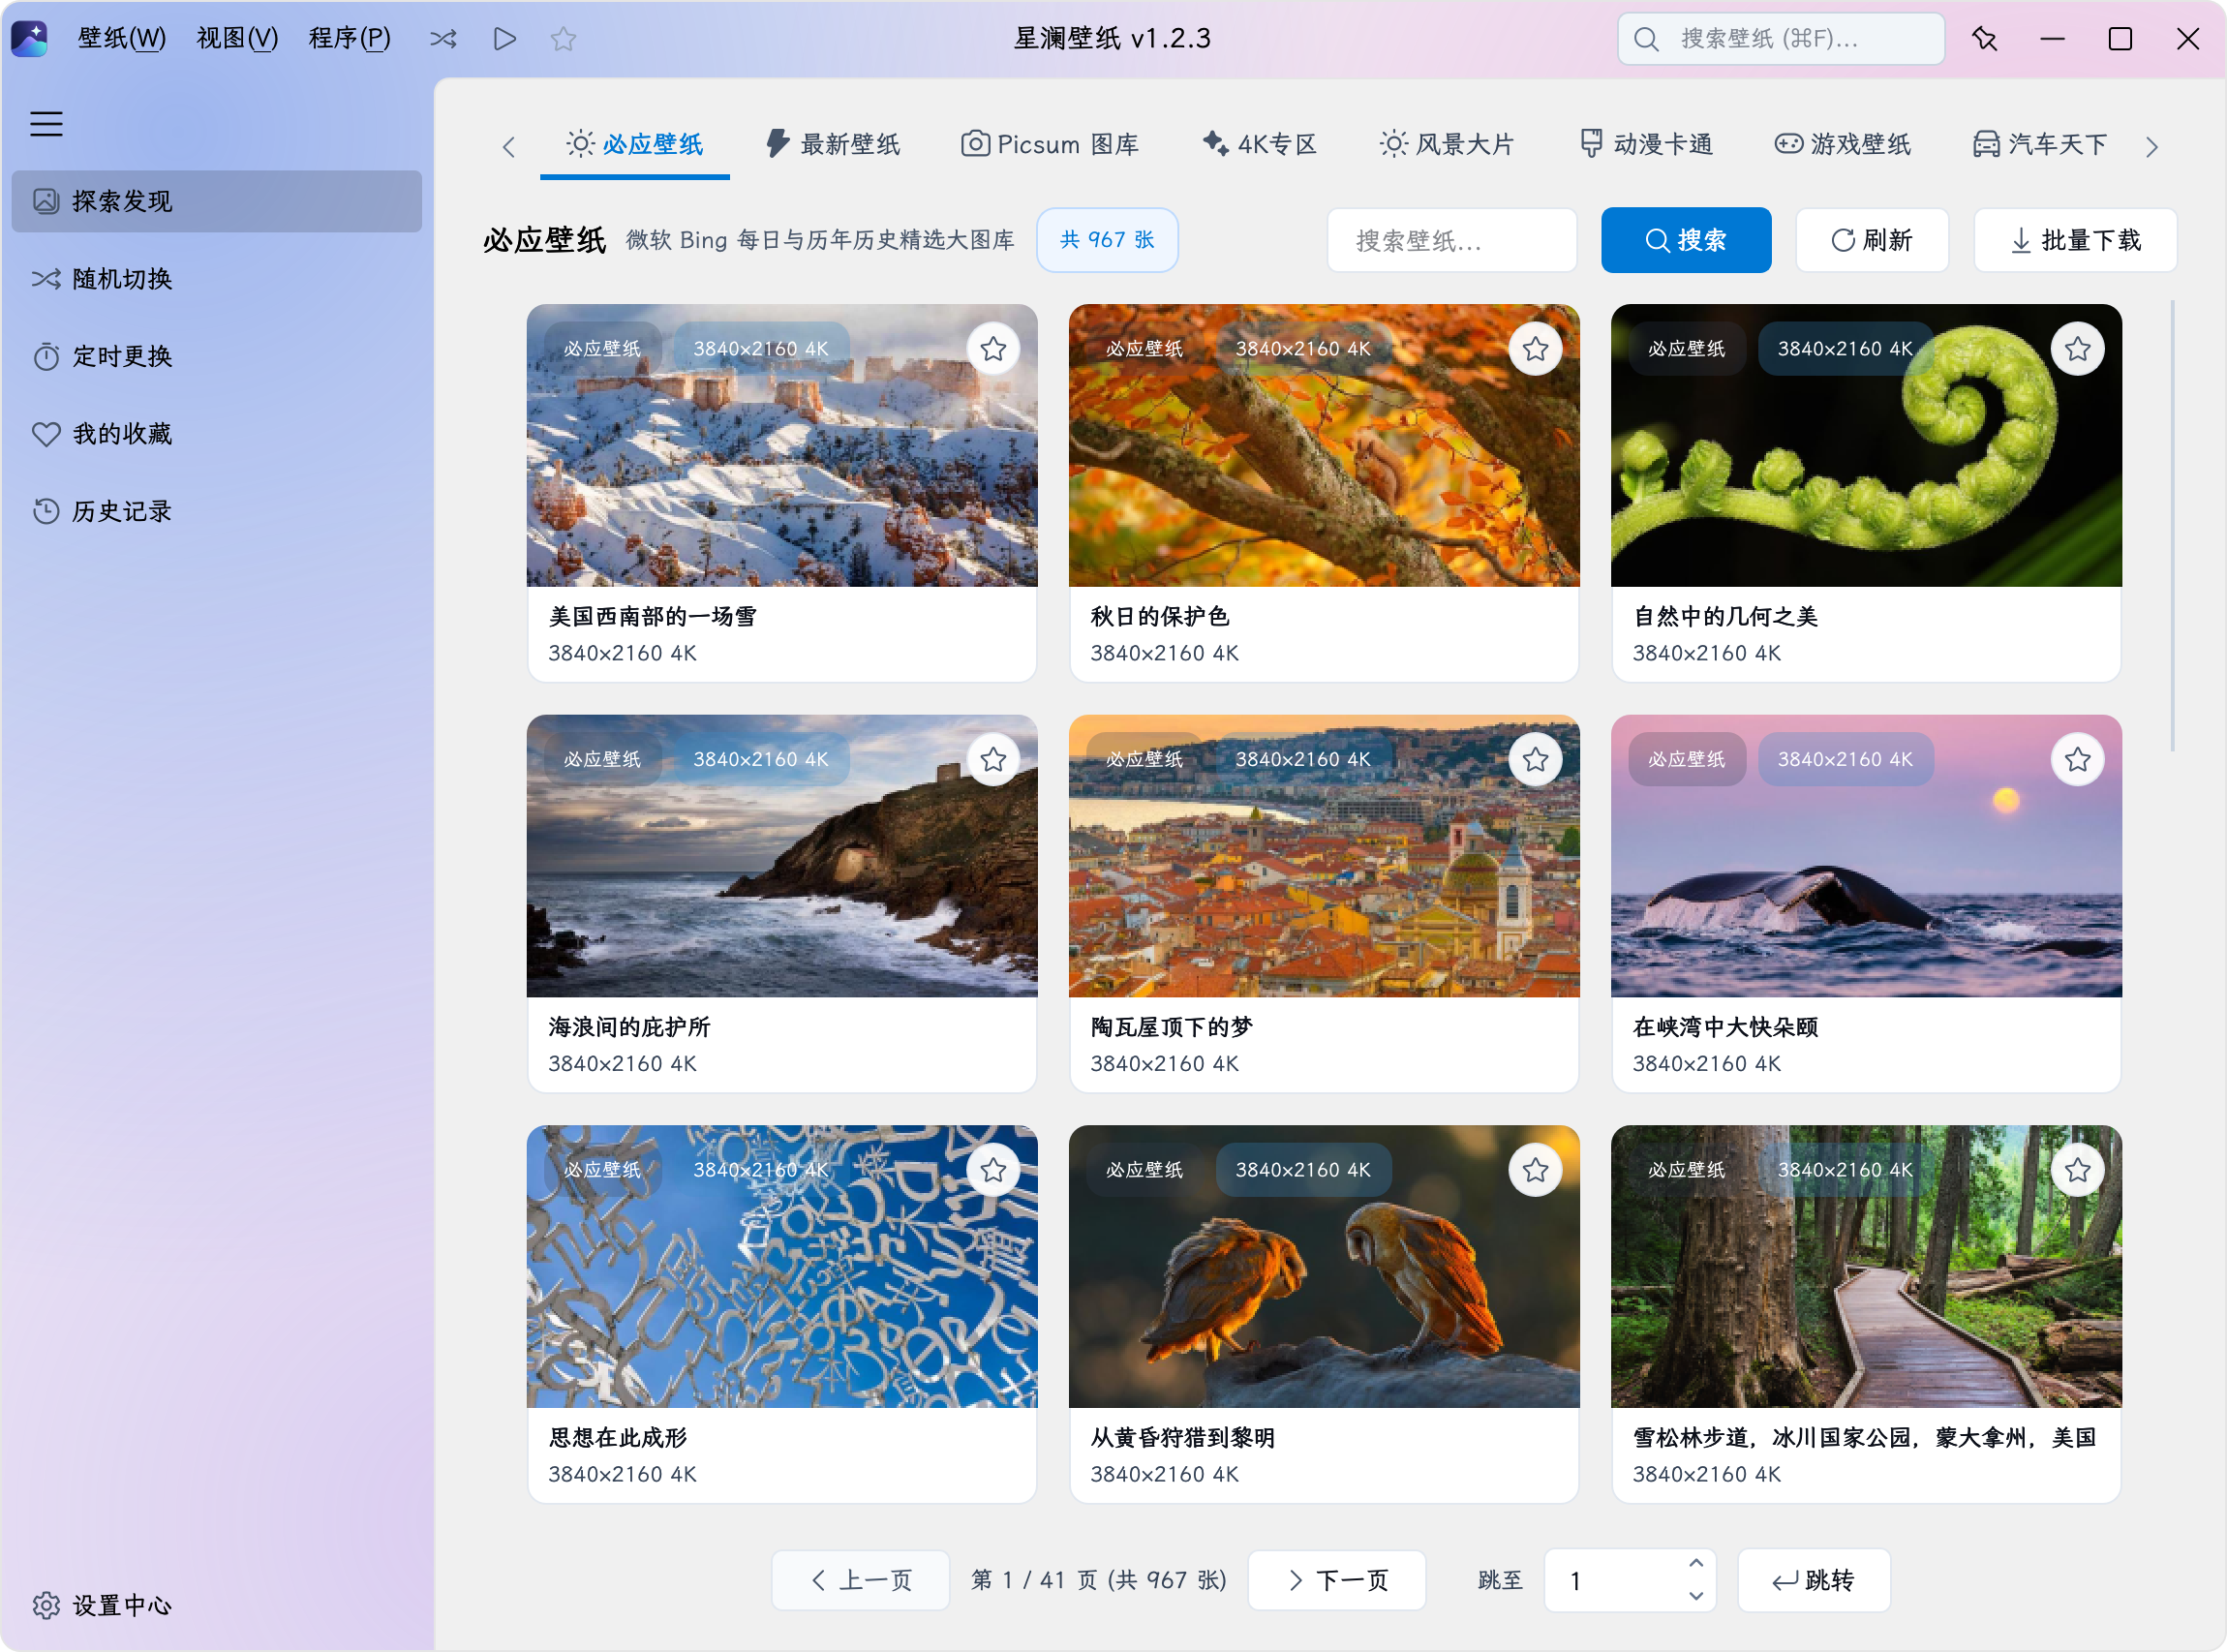 壁纸(W) 视图(V) 程序(P) 星澜壁纸 v1.2.3 搜索壁纸 (⌘F)...
探索发现
随机切换
定时更换
我的收藏
历史记录
设置中心
必应壁纸 最新壁纸 Picsum 图库 4K专区 风景大片 动漫卡通 游戏壁纸 汽车天下
必应壁纸 微软 Bing 每日与历年历史精选大图库 共 967 张 搜索壁纸... 搜索 刷新 批量下载
必应壁纸 3840×2160 4K
美国西南部的一场雪
3840×2160 4K
必应壁纸 3840×2160 4K
秋日的保护色
3840×2160 4K
必应壁纸 3840×2160 4K
自然中的几何之美
3840×2160 4K
必应壁纸 3840×2160 4K
海浪间的庇护所
3840×2160 4K
必应壁纸 3840×2160 4K
陶瓦屋顶下的梦
3840×2160 4K
必应壁纸 3840×2160 4K
在峡湾中大快朵颐
3840×2160 4K
必应壁纸 3840×2160 4K
思想在此成形
3840×2160 4K
必应壁纸 3840×2160 4K
从黄昏狩猎到黎明
3840×2160 4K
必应壁纸 3840×2160 4K
雪松林步道，冰川国家公园，蒙大拿州，美国
3840×2160 4K
上一页 第 1 / 41 页 (共 967 张) 下一页 跳至 1 跳转